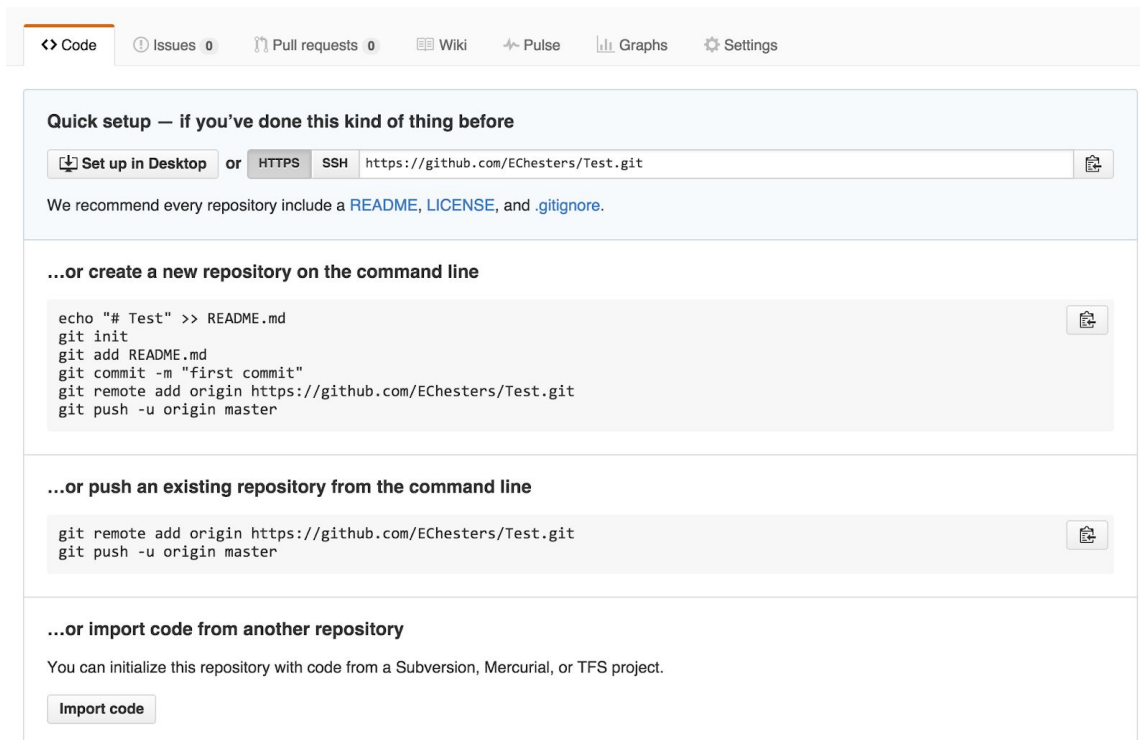 <> Code Issues 0 Pull requests 0 Wiki Pulse Graphs Settings
Quick setup — if you've done this kind of thing before
Set up in Desktop or HTTPS SSH https://github.com/EChesters/Test.git
We recommend every repository include a README, LICENSE, and .gitignore.
…or create a new repository on the command line
echo "# Test" >> README.md
git init
git add README.md
git commit -m "first commit"
git remote add origin https://github.com/EChesters/Test.git
git push -u origin master
…or push an existing repository from the command line
git remote add origin https://github.com/EChesters/Test.git
git push -u origin master
…or import code from another repository
You can initialize this repository with code from a Subversion, Mercurial, or TFS project.
Import code